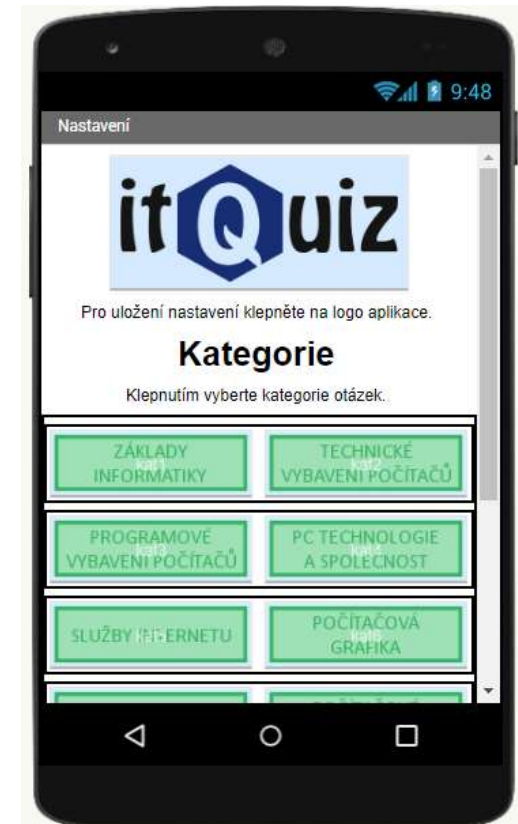 9:48
Nastavení
itQuiz
Pro uložení nastavení klepněte na logo aplikace.
Kategorie
Klepnutím vyberte kategorie otázek.
ZÁKLADY
INFORMATIKY
kat1
TECHNICKÉ
VYBAVENÍ POČÍTAČŮ
kat2
PROGRAMOVÉ
VYBAVENÍ POČÍTAČŮ
kat3
PC TECHNOLOGIE
A SPOLEČNOST
SLUŽBY INTERNETU
POČÍTAČOVÁ
GRAFIKA
kat6